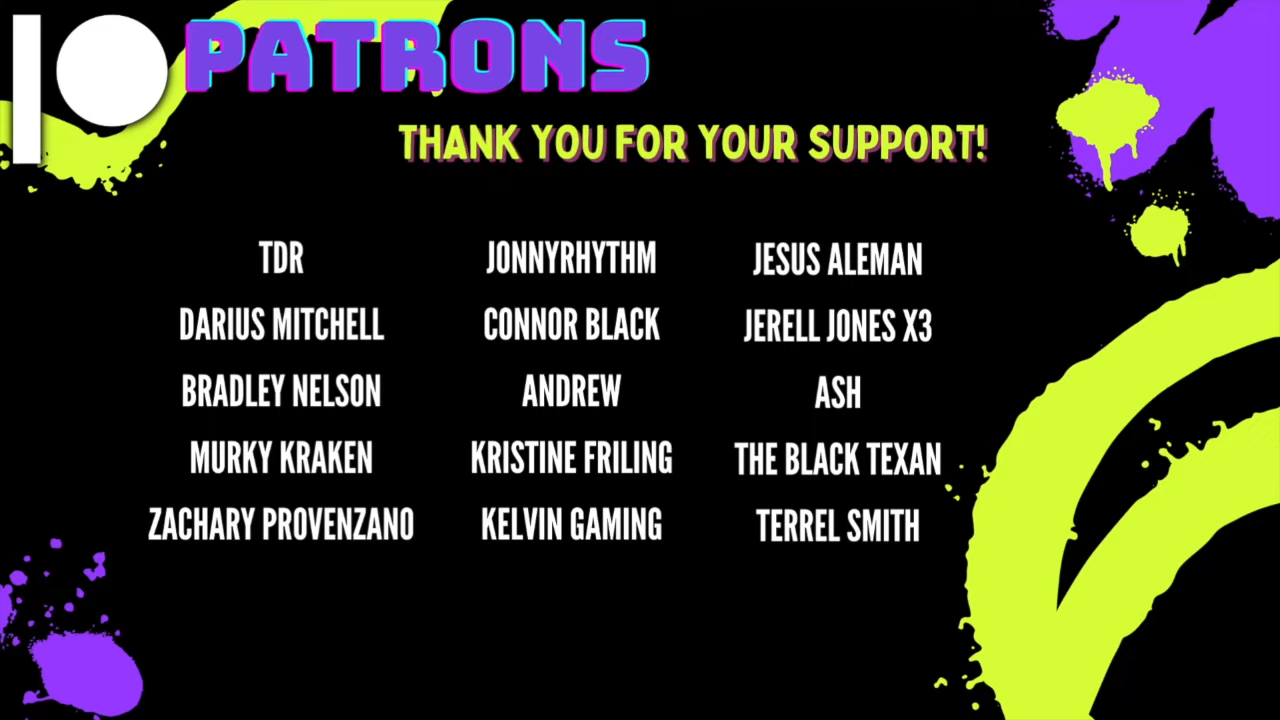 PATRONS
THANK YOU FOR YOUR SUPPORT!
TDR
JONNYRHYTHM
JESUS ALEMAN
DARIUS MITCHELL
CONNOR BLACK
JERELL JONES X3
BRADLEY NELSON
ANDREW
ASH
MURKY KRAKEN
KRISTINE FRILING
THE BLACK TEXAN
ZACHARY PROVENZANO
KELVIN GAMING
TERREL SMITH